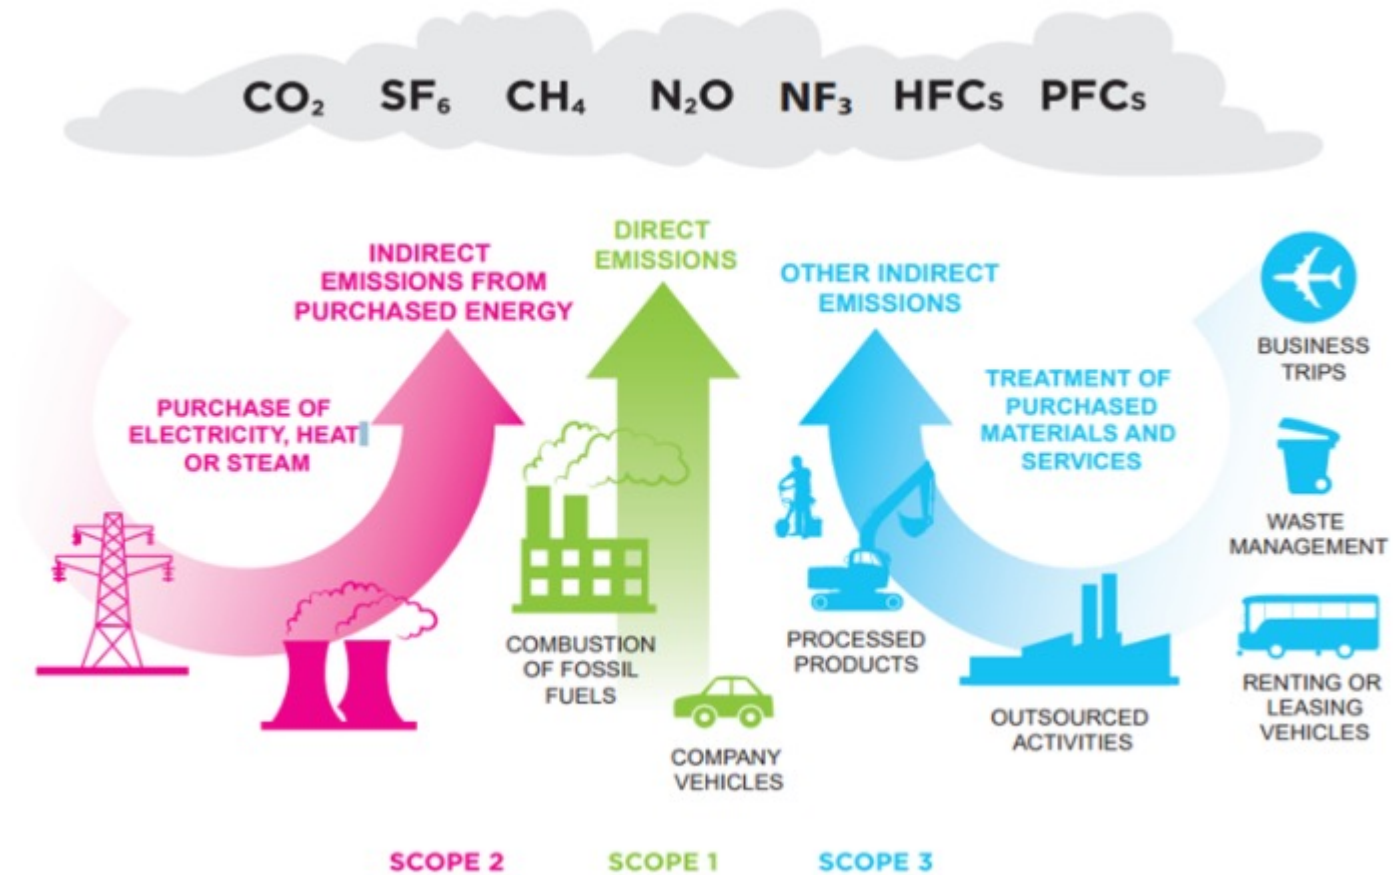 CO₂ SF₆ CH₄ N₂O NF₃ HFCs PFCs
INDIRECT
EMISSIONS FROM
PURCHASED ENERGY
PURCHASE OF
ELECTRICITY, HEAT
OR STEAM
DIRECT
EMISSIONS
COMBUSTION
OF FOSSIL
FUELS
COMPANY
VEHICLES
OTHER INDIRECT
EMISSIONS
TREATMENT OF
PURCHASED
MATERIALS AND
SERVICES
PROCESSED
PRODUCTS
OUTSOURCED
ACTIVITIES
BUSINESS
TRIPS
WASTE
MANAGEMENT
RENTING OR
LEASING
VEHICLES
SCOPE 2 SCOPE 1 SCOPE 3